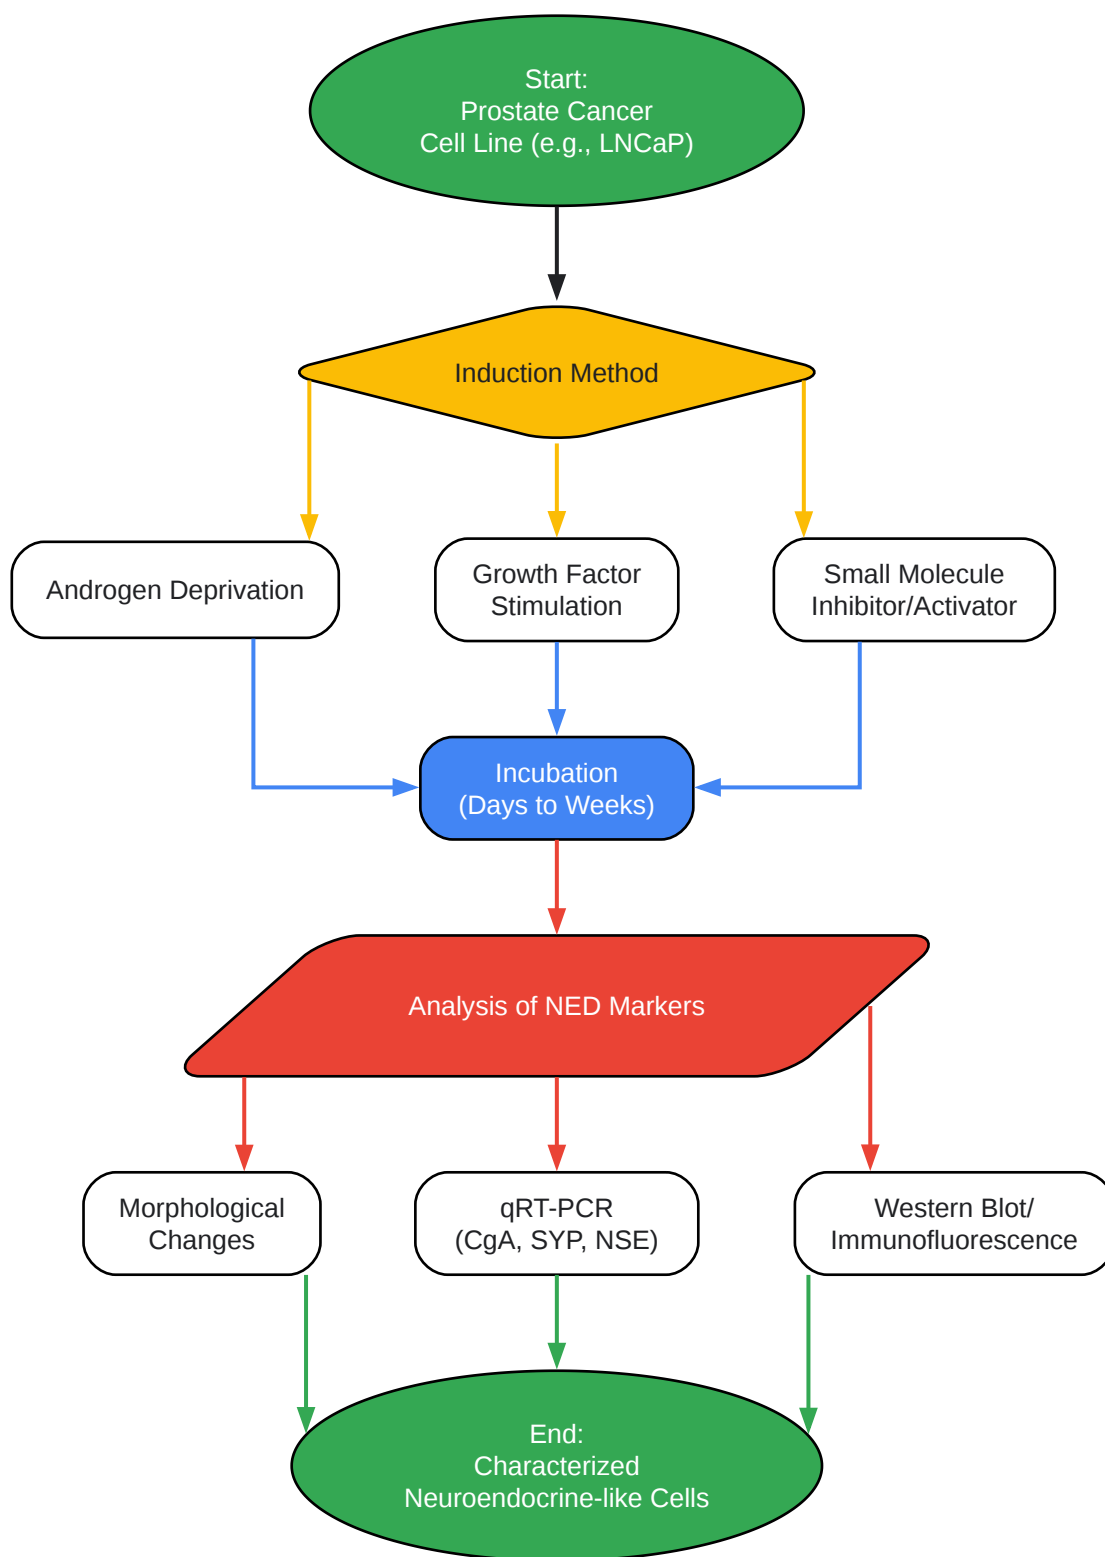 Start:
Prostate Cancer
Cell Line (e.g., LNCaP)
Induction Method
Androgen Deprivation
Growth Factor
Stimulation
Small Molecule
Inhibitor/Activator
Incubation
(Days to Weeks)
Analysis of NED Markers
Morphological
Changes
qRT-PCR
(CgA, SYP, NSE)
Western Blot/
Immunofluorescence
End:
Characterized
Neuroendocrine-like Cells